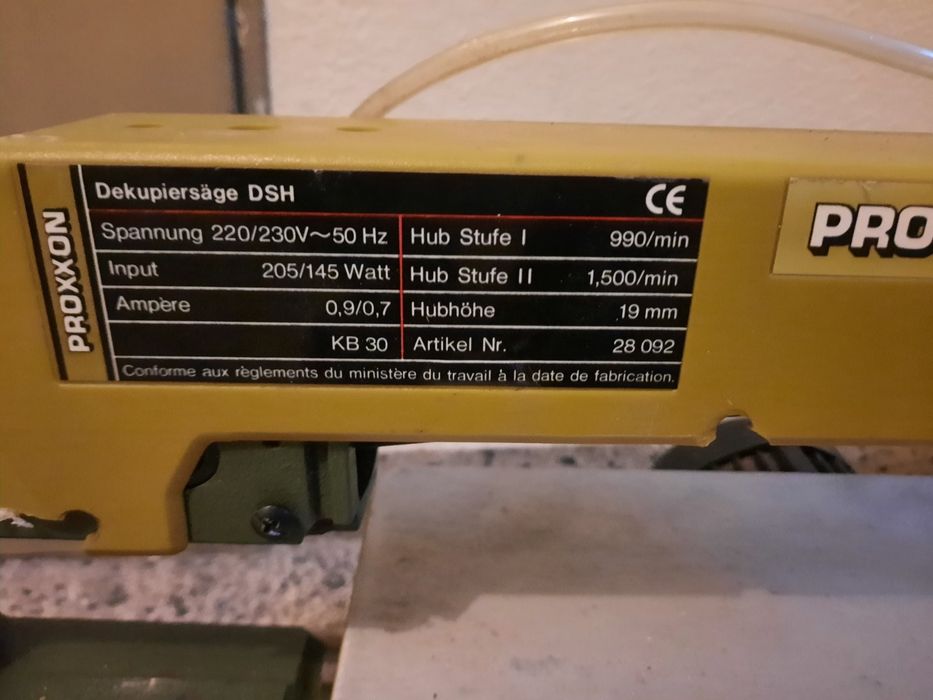 PROXXON
Dekupiersäge DSH CE
Spannung 220/230V~50 Hz Hub Stufe I 990/min
Input 205/145 Watt Hub Stufe II 1,500/min
Ampère 0,9/0,7 Hubhöhe 19 mm
KB 30 Artikel Nr. 28 092
Conforme aux règlements du ministère du travail à la date de fabrication.
PRO